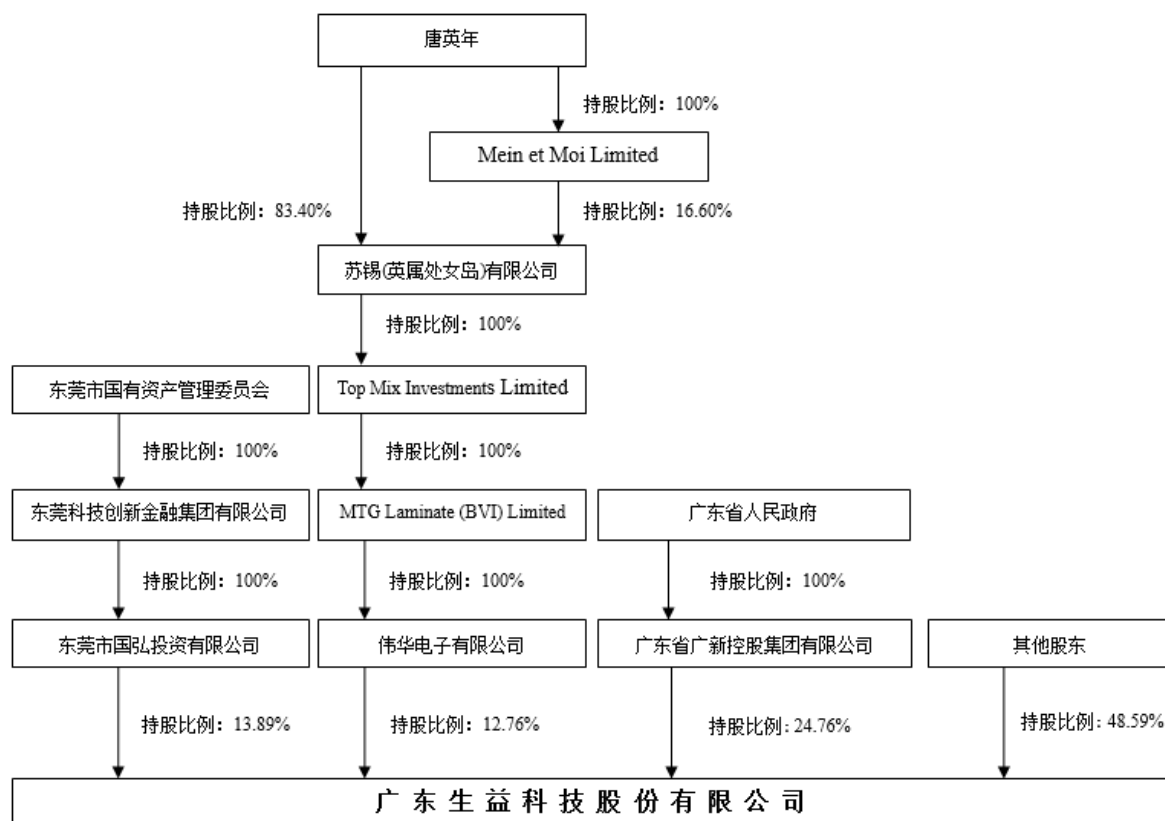 唐英年
持股比例：100%
Mein et Moi Limited
持股比例：83.40%
持股比例：16.60%
苏锡(英属处女岛)有限公司
持股比例：100%
东莞市国有资产管理委员会
Top Mix Investments Limited
持股比例：100%
持股比例：100%
东莞科技创新金融集团有限公司
MTG Laminate (BVI) Limited
广东省人民政府
持股比例：100%
持股比例：100%
持股比例：100%
东莞市国弘投资有限公司
伟华电子有限公司
广东省广新控股集团有限公司
其他股东
持股比例：13.89%
持股比例：12.76%
持股比例：24.76%
持股比例：48.59%
广东生益科技股份有限公司